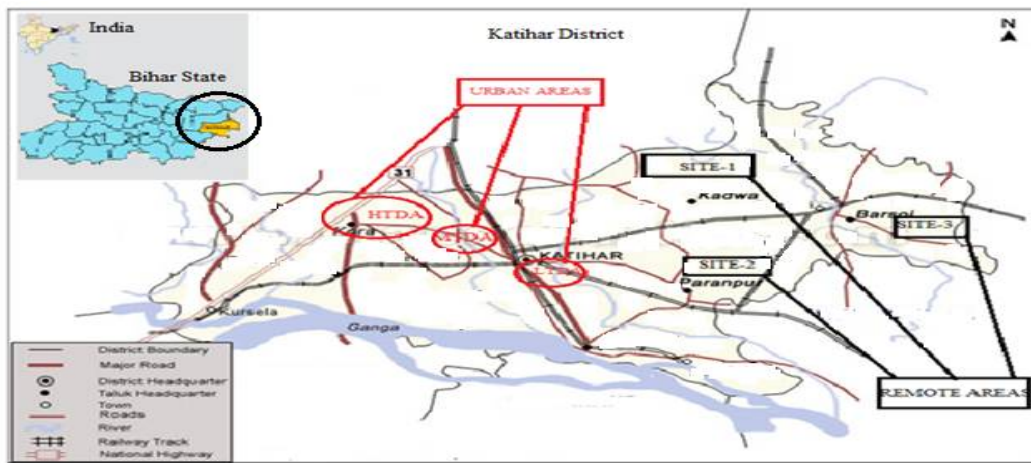 India
Katihar District
N
Bihar State
URBAN AREAS
31
SITE-1
HTDA
Kadwa
Barsoi
SITE-3
MTDA
KATIHAR
SITE-2
Paranpur
Kursela
Ganga
REMOTE AREAS
District Boundary
Major Road
District Headquarter
Taluk Headquarter
Town
Roads
River
Railway Track
National Highway